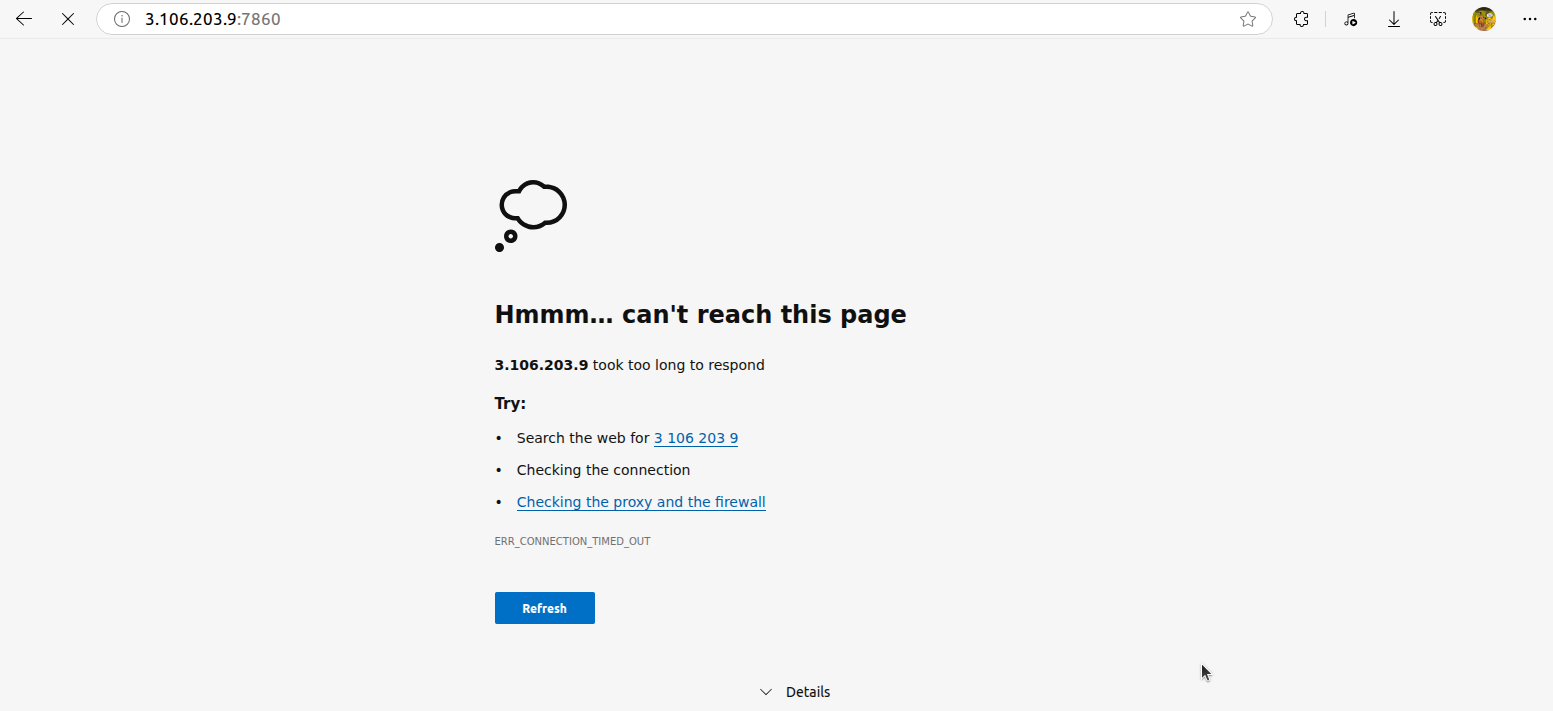 3.106.203.9:7860
Hmmm… can't reach this page
3.106.203.9 took too long to respond
Try:
• Search the web for 3 106 203 9
• Checking the connection
• Checking the proxy and the firewall
ERR_CONNECTION_TIMED_OUT
Refresh
Details